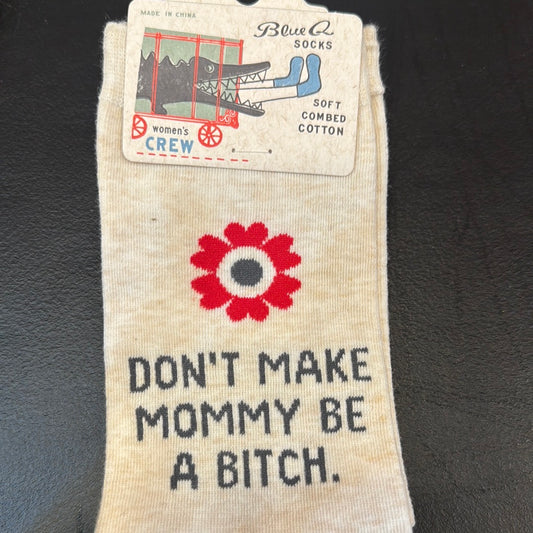 MADE IN CHINA
Blue Q
SOCKS
SOFT
COMBED
COTTON
women's
CREW
DON'T MAKE
MOMMY BE
A BITCH.